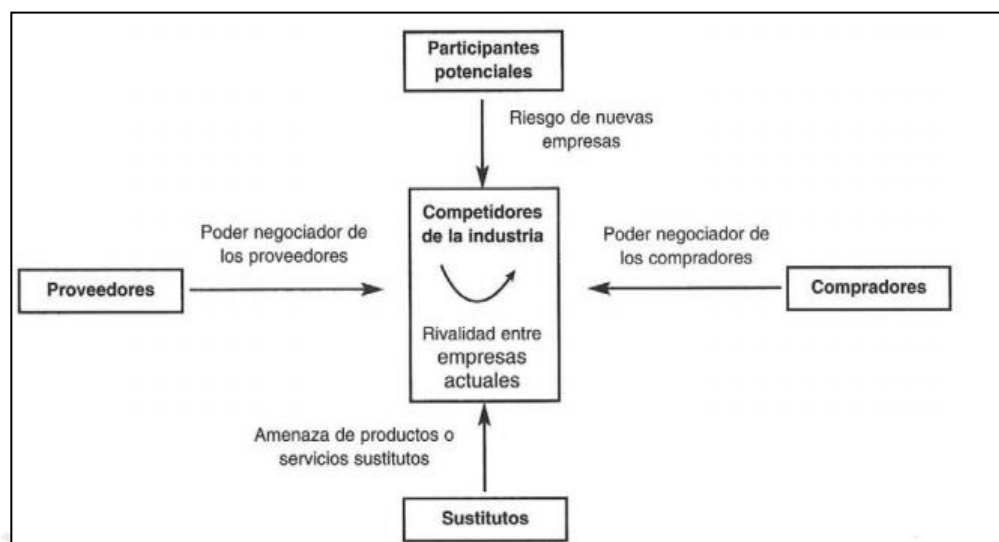 Participantes
potenciales
Riesgo de nuevas
empresas
Competidores
de la industria
Poder negociador de
los proveedores
Poder negociador de
los compradores
Proveedores
Compradores
Rivalidad entre
empresas
actuales
Amenaza de productos o
servicios sustitutos
Sustitutos